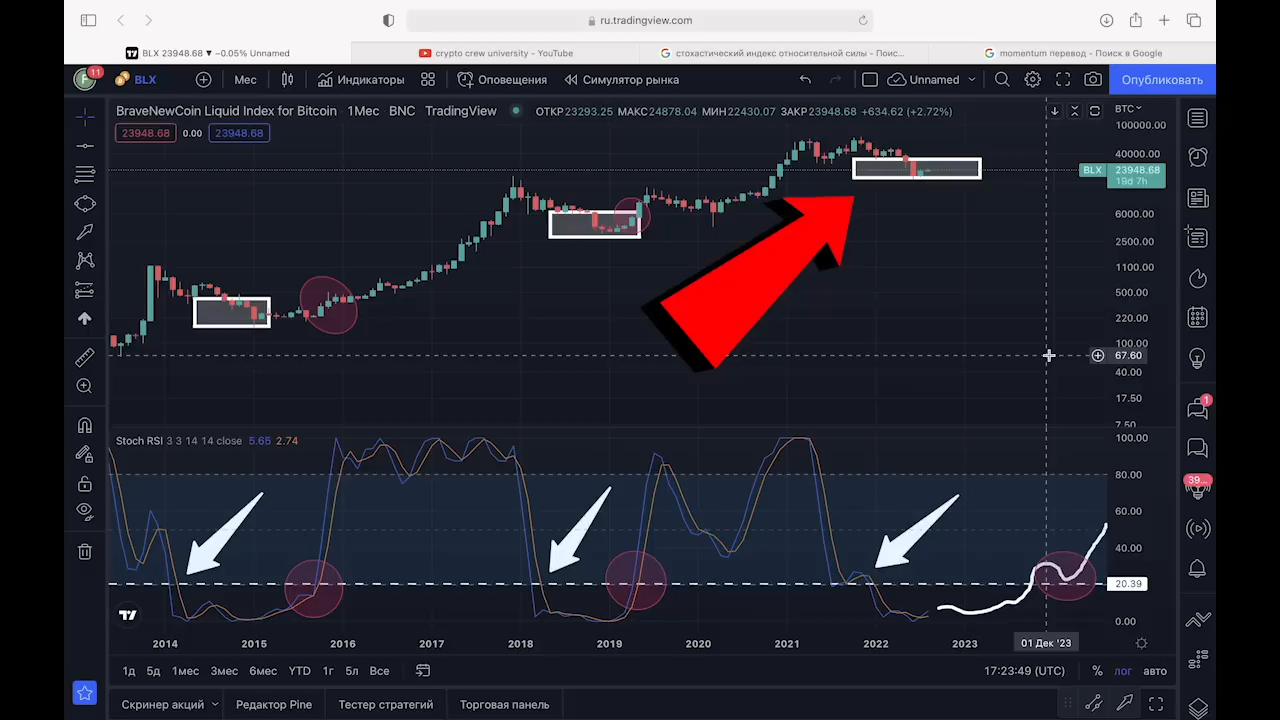 ru.tradingview.com
BLX 23948.68 ▼ −0.05% Unnamed
crypto crew university - YouTube
стохастический индекс относительной силы - Поис...
momentum перевод - Поиск в Google
11
BLX
Мес
Индикаторы
Оповещения
Симулятор рынка
Unnamed
Опубликовать
BraveNewCoin Liquid Index for Bitcoin 1Мес BNC TradingView
ОТКР23293.25 МАКС24878.04 МИН22430.07 ЗАКР23948.68 +634.62 (+2.72%)
BTC
23948.68 0.00 23948.68
100000.00
40000.00
BLX 23948.68
19d 7h
6000.00
2500.00
1100.00
500.00
220.00
100.00
67.60
40.00
17.50
7.50
1
39...
Stoch RSI 3 3 14 14 close 5.65 2.74
100.00
80.00
60.00
40.00
20.39
0.00
2014 2015 2016 2017 2018 2019 2020 2021 2022 2023 01 Дек '23
1д 5д 1мес 3мес 6мес YTD 1г 5л Все
17:23:49 (UTC) % лог авто
Скринер акций Редактор Pine Тестер стратегий Торговая панель